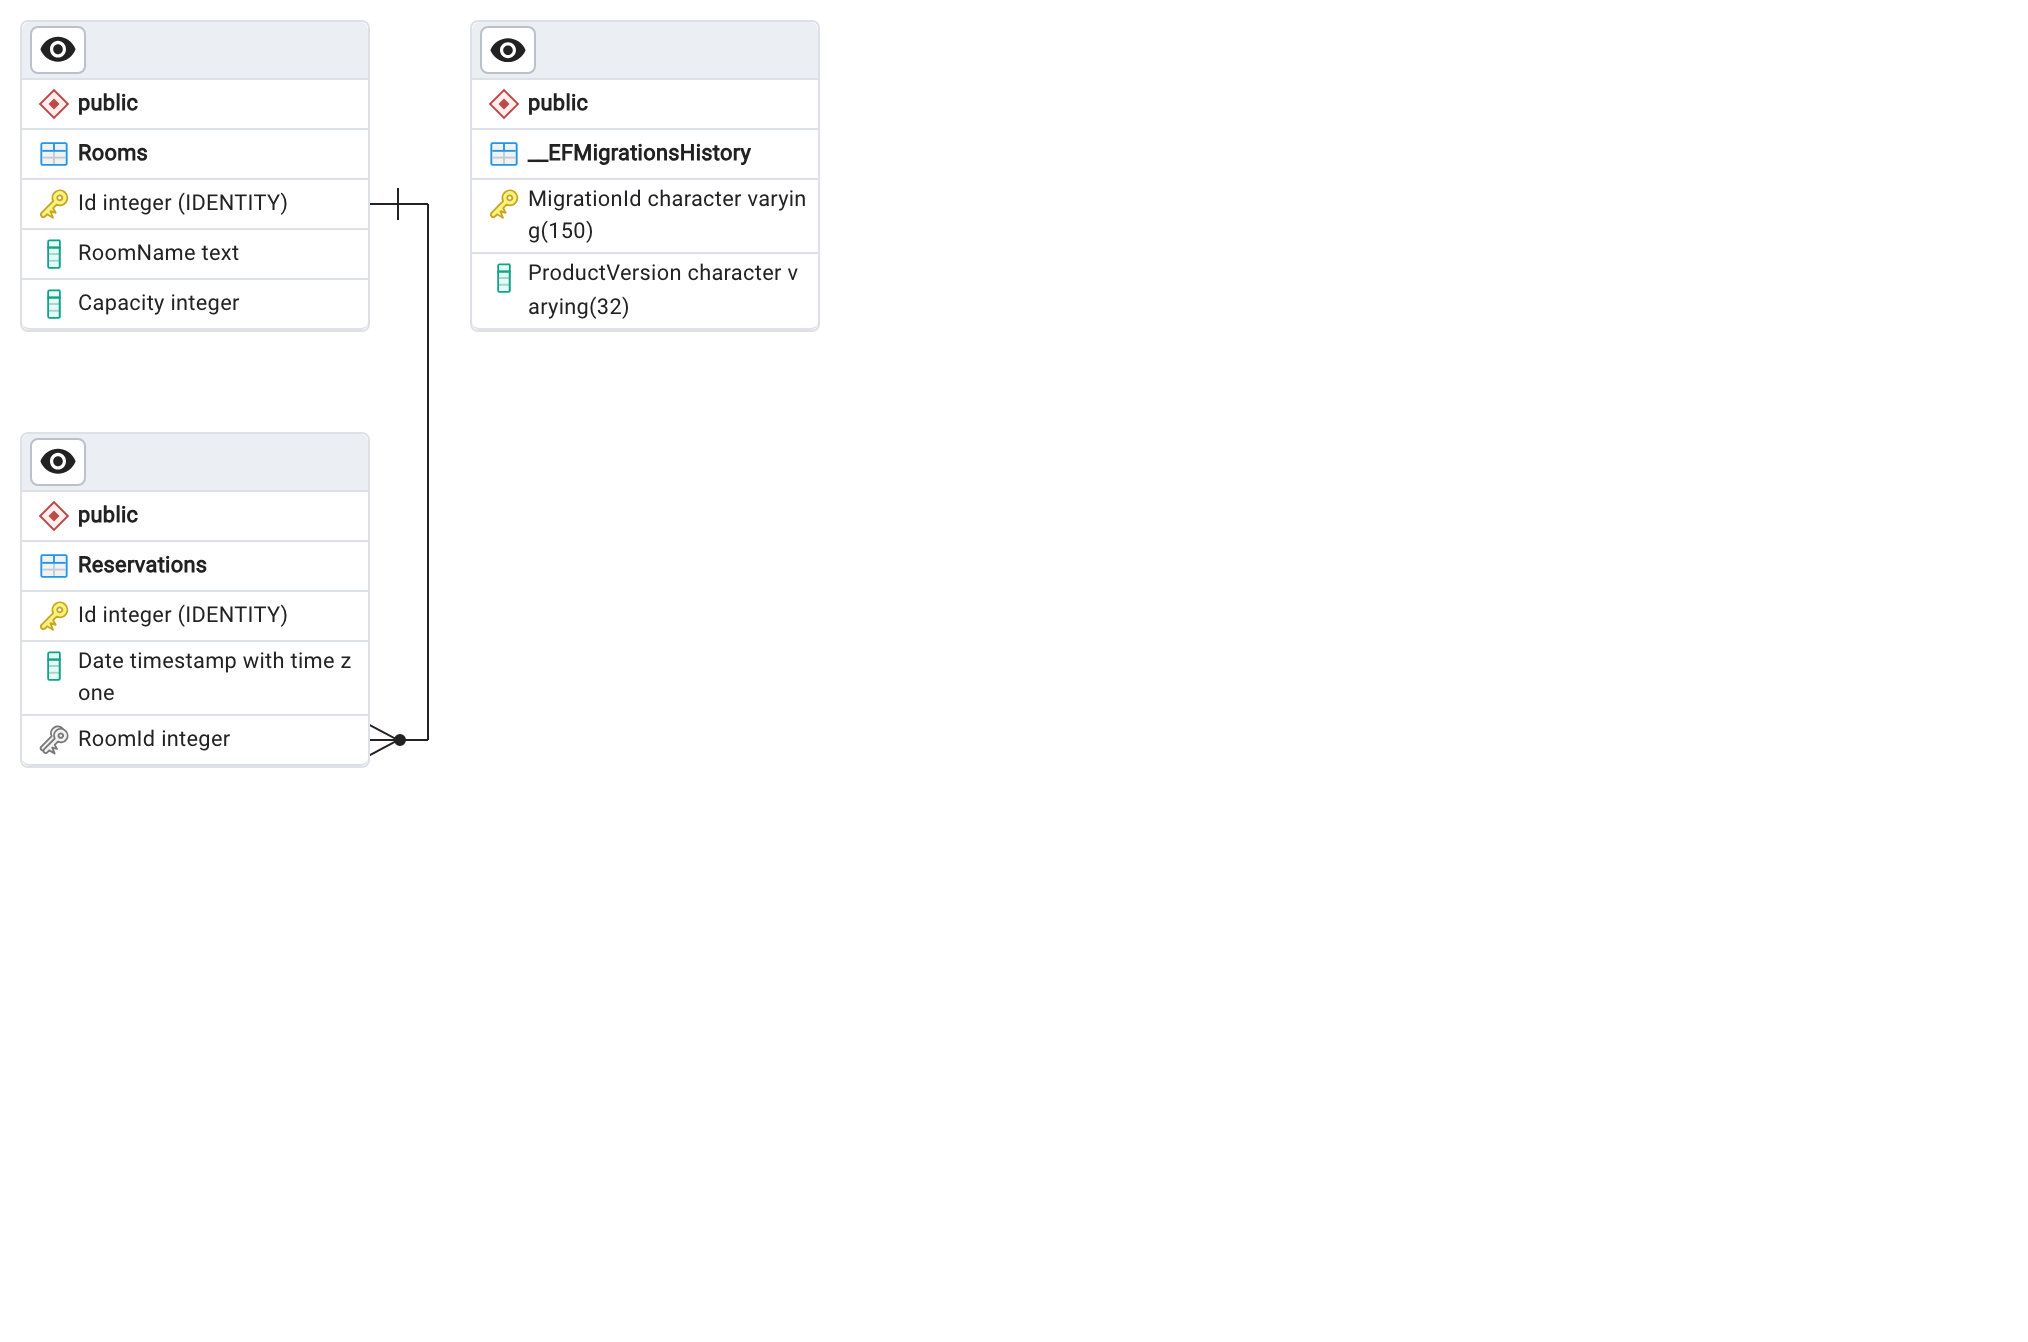 public
Rooms
Id integer (IDENTITY)
RoomName text
Capacity integer
public
__EFMigrationsHistory
MigrationId character varyin
g(150)
ProductVersion character v
arying(32)
public
Reservations
Id integer (IDENTITY)
Date timestamp with time z
one
RoomId integer